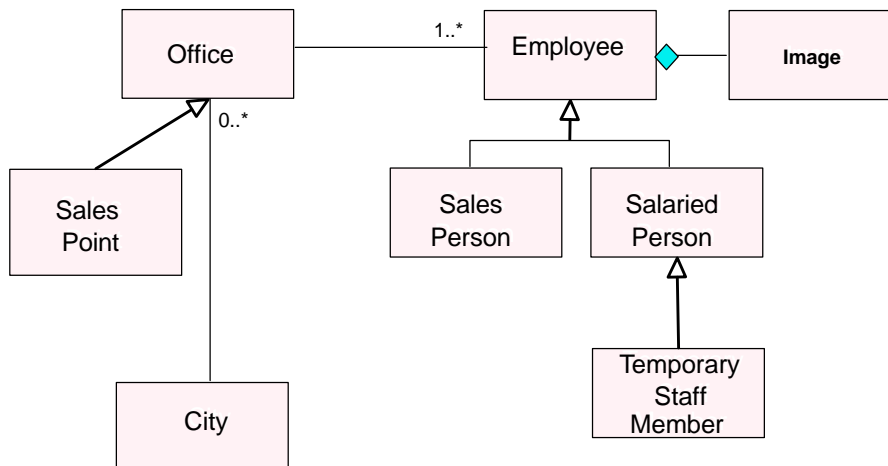 Office
1..*
Employee
Image
0..*
Sales
Point
Sales
Person
Salaried
Person
City
Temporary
Staff
Member